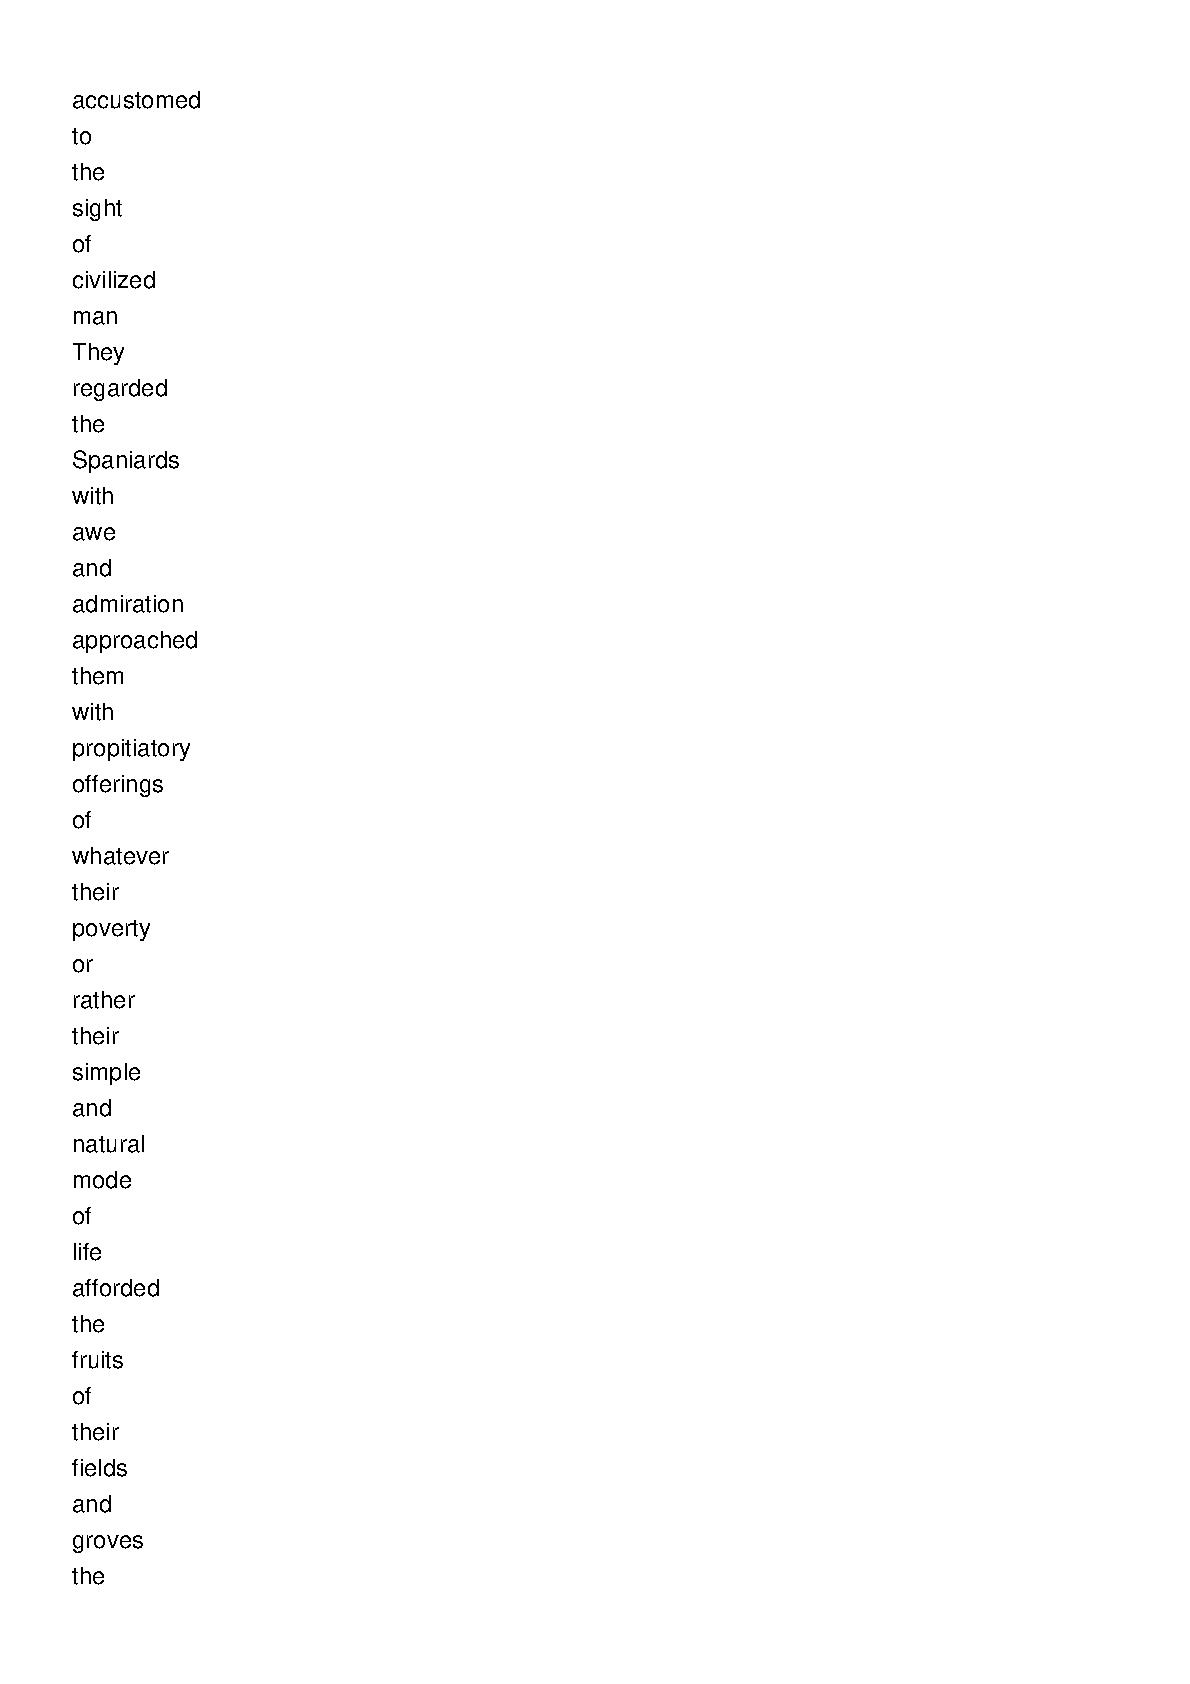 accustomed
to
the
sight
of
civilized
man
They
regarded
the
Spaniards
with
awe
and
admiration
approached
them
with
propitiatory
offerings
of
whatever
their
poverty
or
rather
their
simple
and
natural
mode
of
life
afforded
the
fruits
of
their
fields
and
groves
the